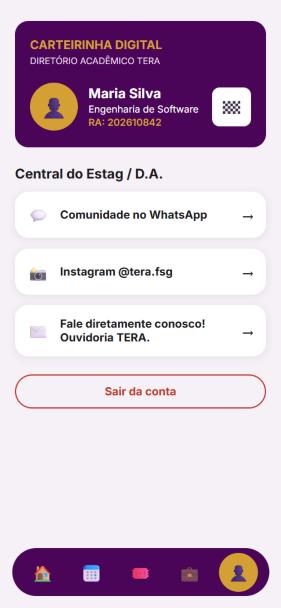 CARTEIRINHA DIGITAL
DIRETÓRIO ACADÊMICO TERA
Maria Silva
Engenharia de Software
RA: 202610842
Central do Estag / D.A.
Comunidade no WhatsApp →
Instagram @tera.fsg →
Fale diretamente conosco!
Ouvidoria TERA. →
Sair da conta